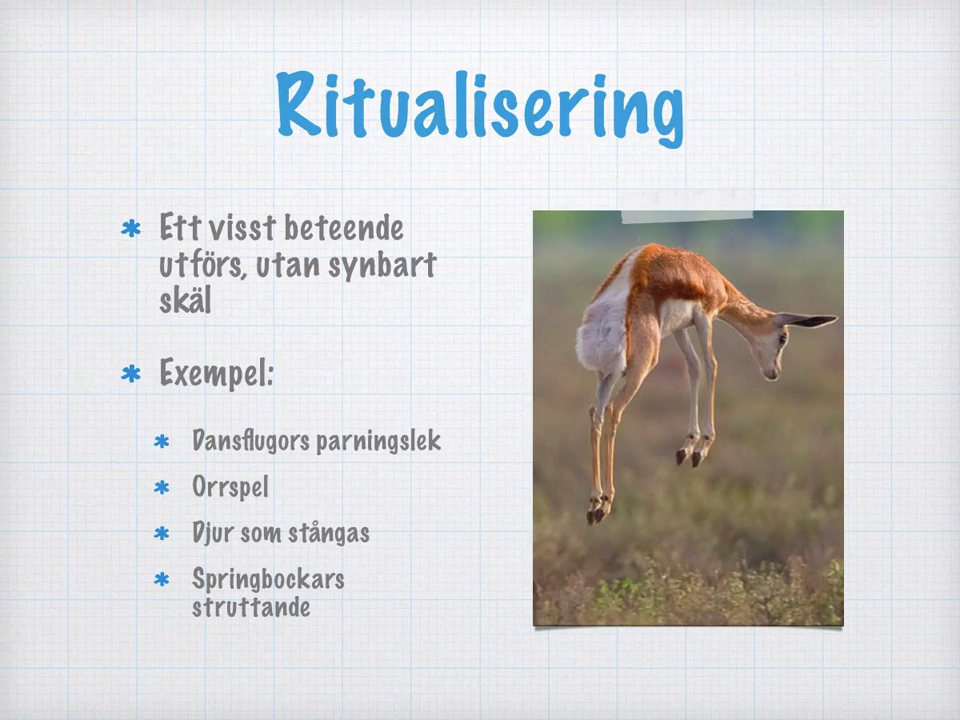 Ritualisering
Ett visst beteende
utförs, utan synbart
skäl
Exempel:
Dansflugors parningslek
Orrspel
Djur som stångas
Springbockars
struttande